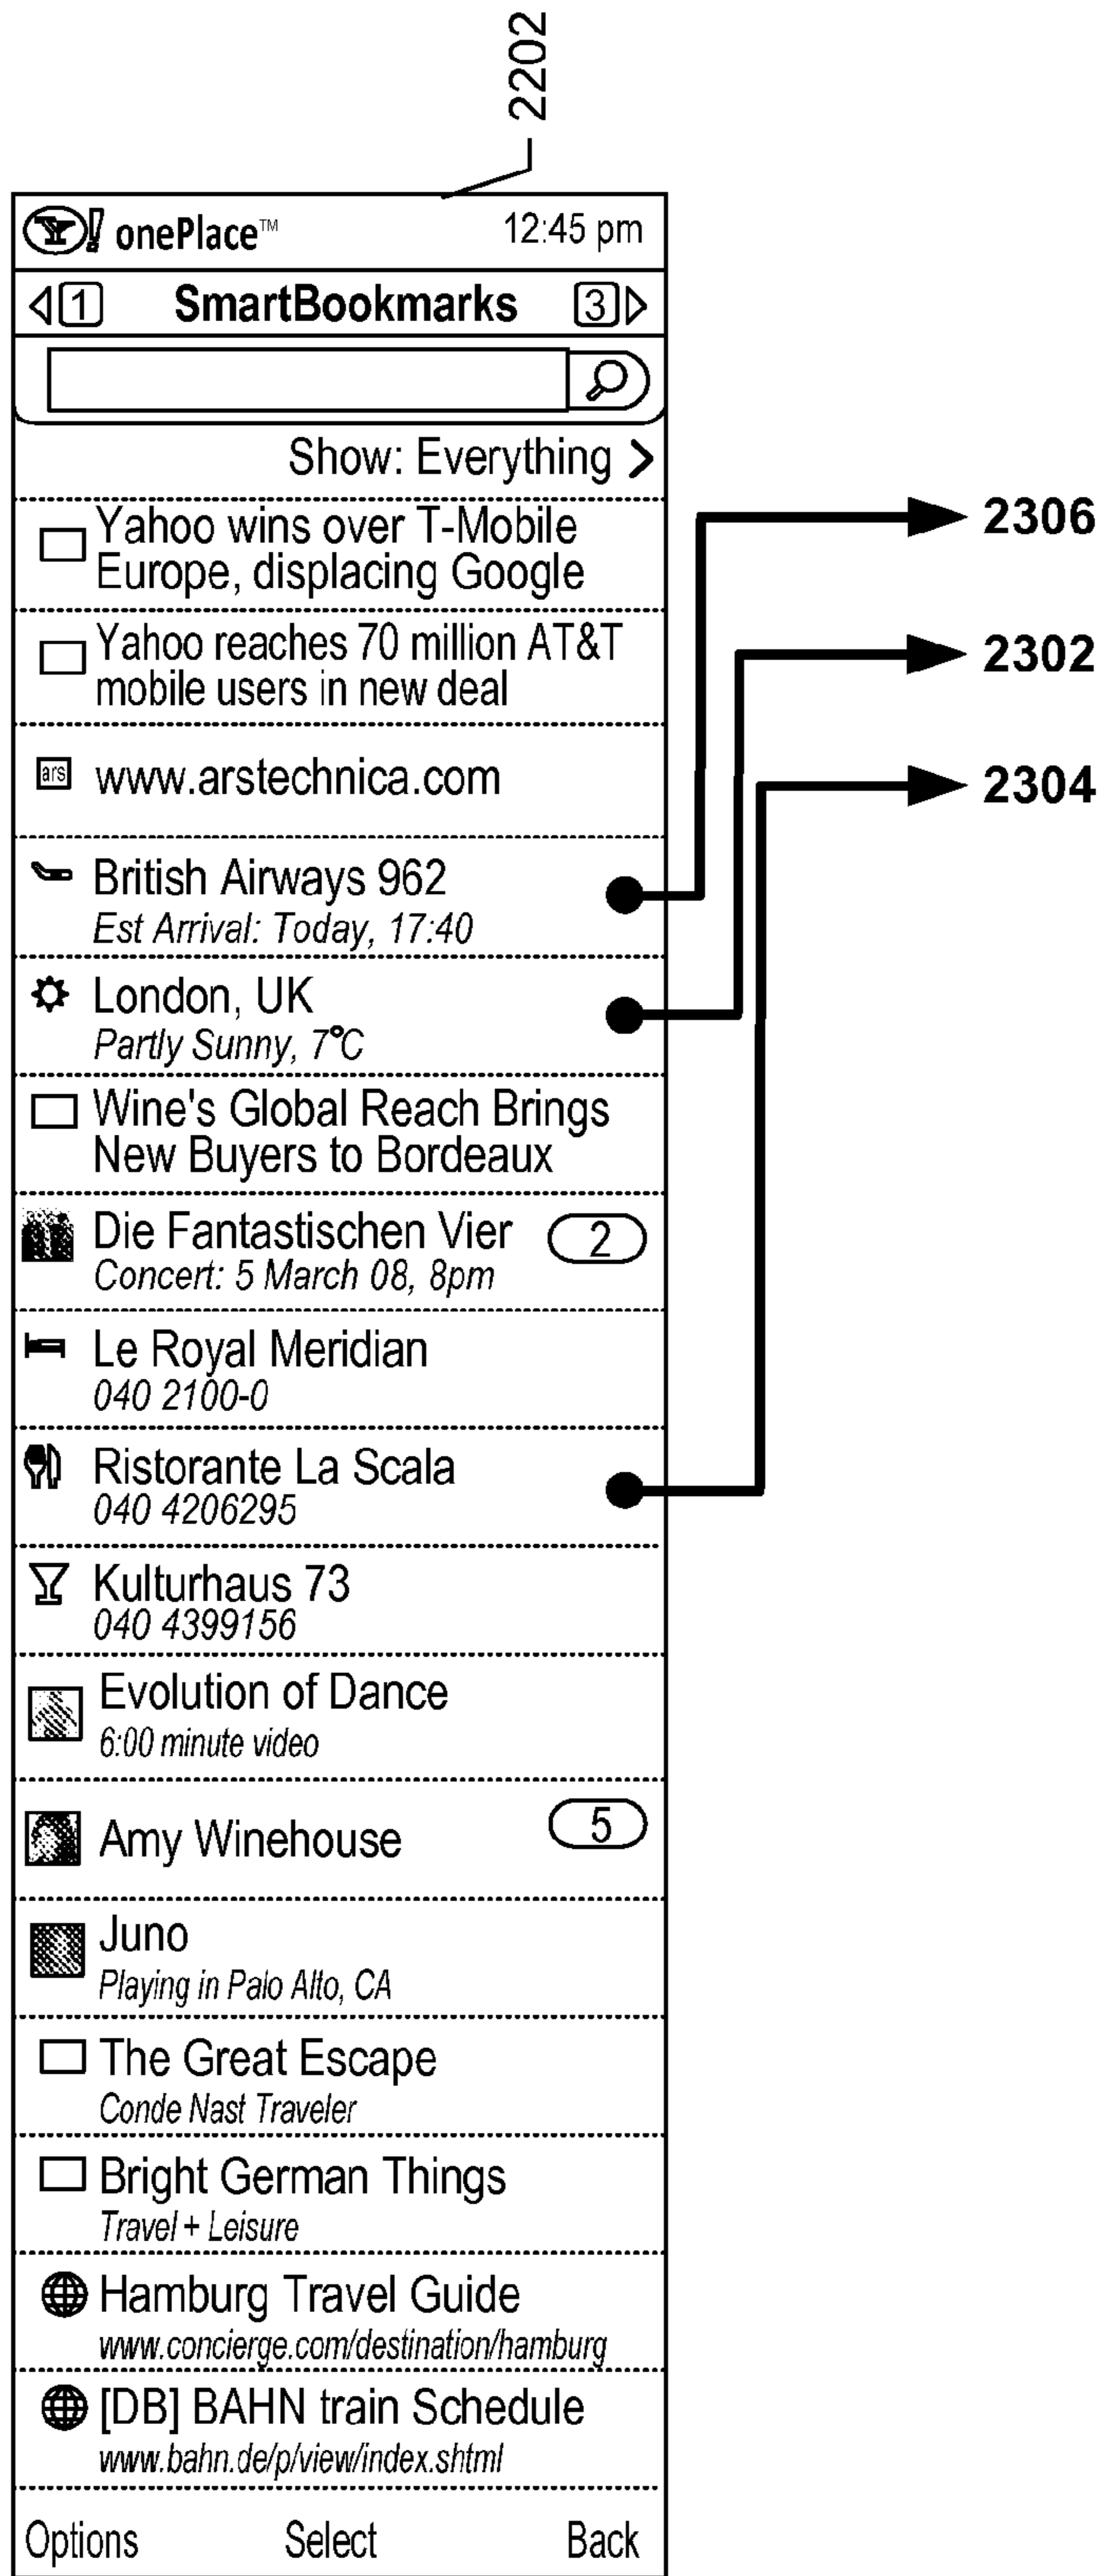 2202
Y! onePlace™ 12:45 pm
1 SmartBookmarks 3
Show: Everything >
Yahoo wins over T-Mobile
Europe, displacing Google
2306
Yahoo reaches 70 million AT&T
mobile users in new deal
2302
ars www.arstechnica.com
2304
British Airways 962
Est Arrival: Today, 17:40
London, UK
Partly Sunny, 7°C
Wine's Global Reach Brings
New Buyers to Bordeaux
Die Fantastischen Vier 2
Concert: 5 March 08, 8pm
Le Royal Meridian
040 2100-0
Ristorante La Scala
040 4206295
Kulturhaus 73
040 4399156
Evolution of Dance
6:00 minute video
Amy Winehouse 5
Juno
Playing in Palo Alto, CA
The Great Escape
Conde Nast Traveler
Bright German Things
Travel + Leisure
Hamburg Travel Guide
www.concierge.com/destination/hamburg
[DB] BAHN train Schedule
www.bahn.de/p/view/index.shtml
Options Select Back